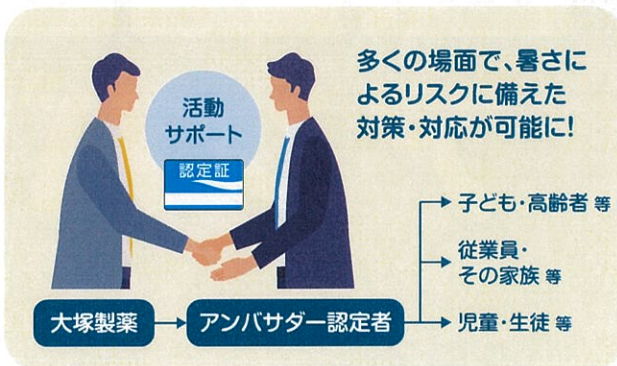 多くの場面で、暑さに
よるリスクに備えた
対策・対応が可能に!
活動
サポート
認定証
大塚製薬
アンバサダー認定者
子ども・高齢者 等
従業員・
その家族 等
児童・生徒 等